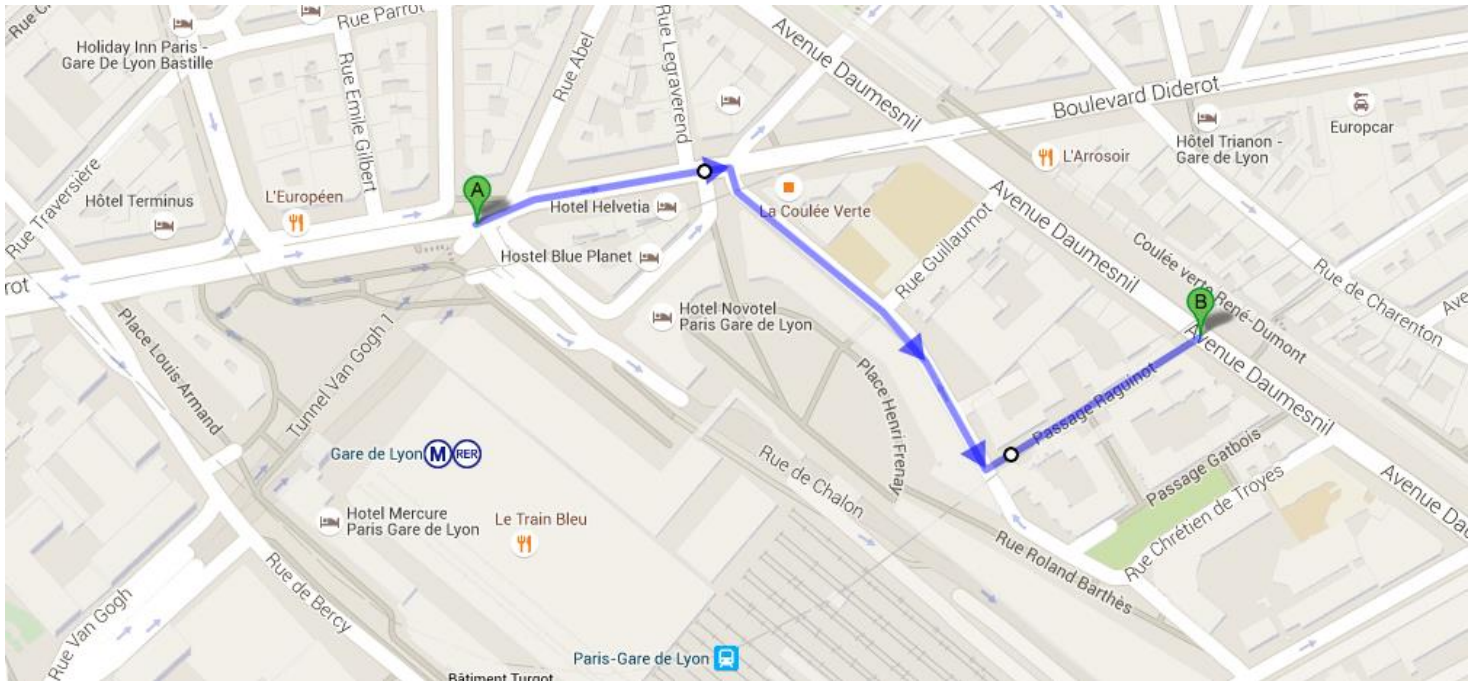 Rue Parrot
Holiday Inn Paris -
Gare De Lyon Bastille
Rue Emile Gilbert
Rue Abel
Rue Legraverend
Avenue Daumesnil
Boulevard Diderot
Europcar
Hôtel Trianon -
Gare de Lyon
L'Arrosoir
Rue Traversière
Hôtel Terminus
L'Européen
A
Hotel Helvetia
La Coulée Verte
Hostel Blue Planet
Rue Guillaumot
Avenue Daumesnil
Coulée verte René-Dumont
Rue de Charenton
Ave
rot
Place Louis Armand
Tunnel Van Gogh 1
Hotel Novotel
Paris Gare de Lyon
B
Avenue Daumesnil
Place Henri Frenay
Passage Raguinot
Gare de Lyon
M
RER
Rue de Chalon
Passage Gatbois
Rue Chrétien de Troyes
Avenue Dau
Hotel Mercure
Paris Gare de Lyon
Le Train Bleu
Rue Roland Barthès
Rue Van Gogh
Rue de Bercy
Paris-Gare de Lyon
Bâtiment Turgot